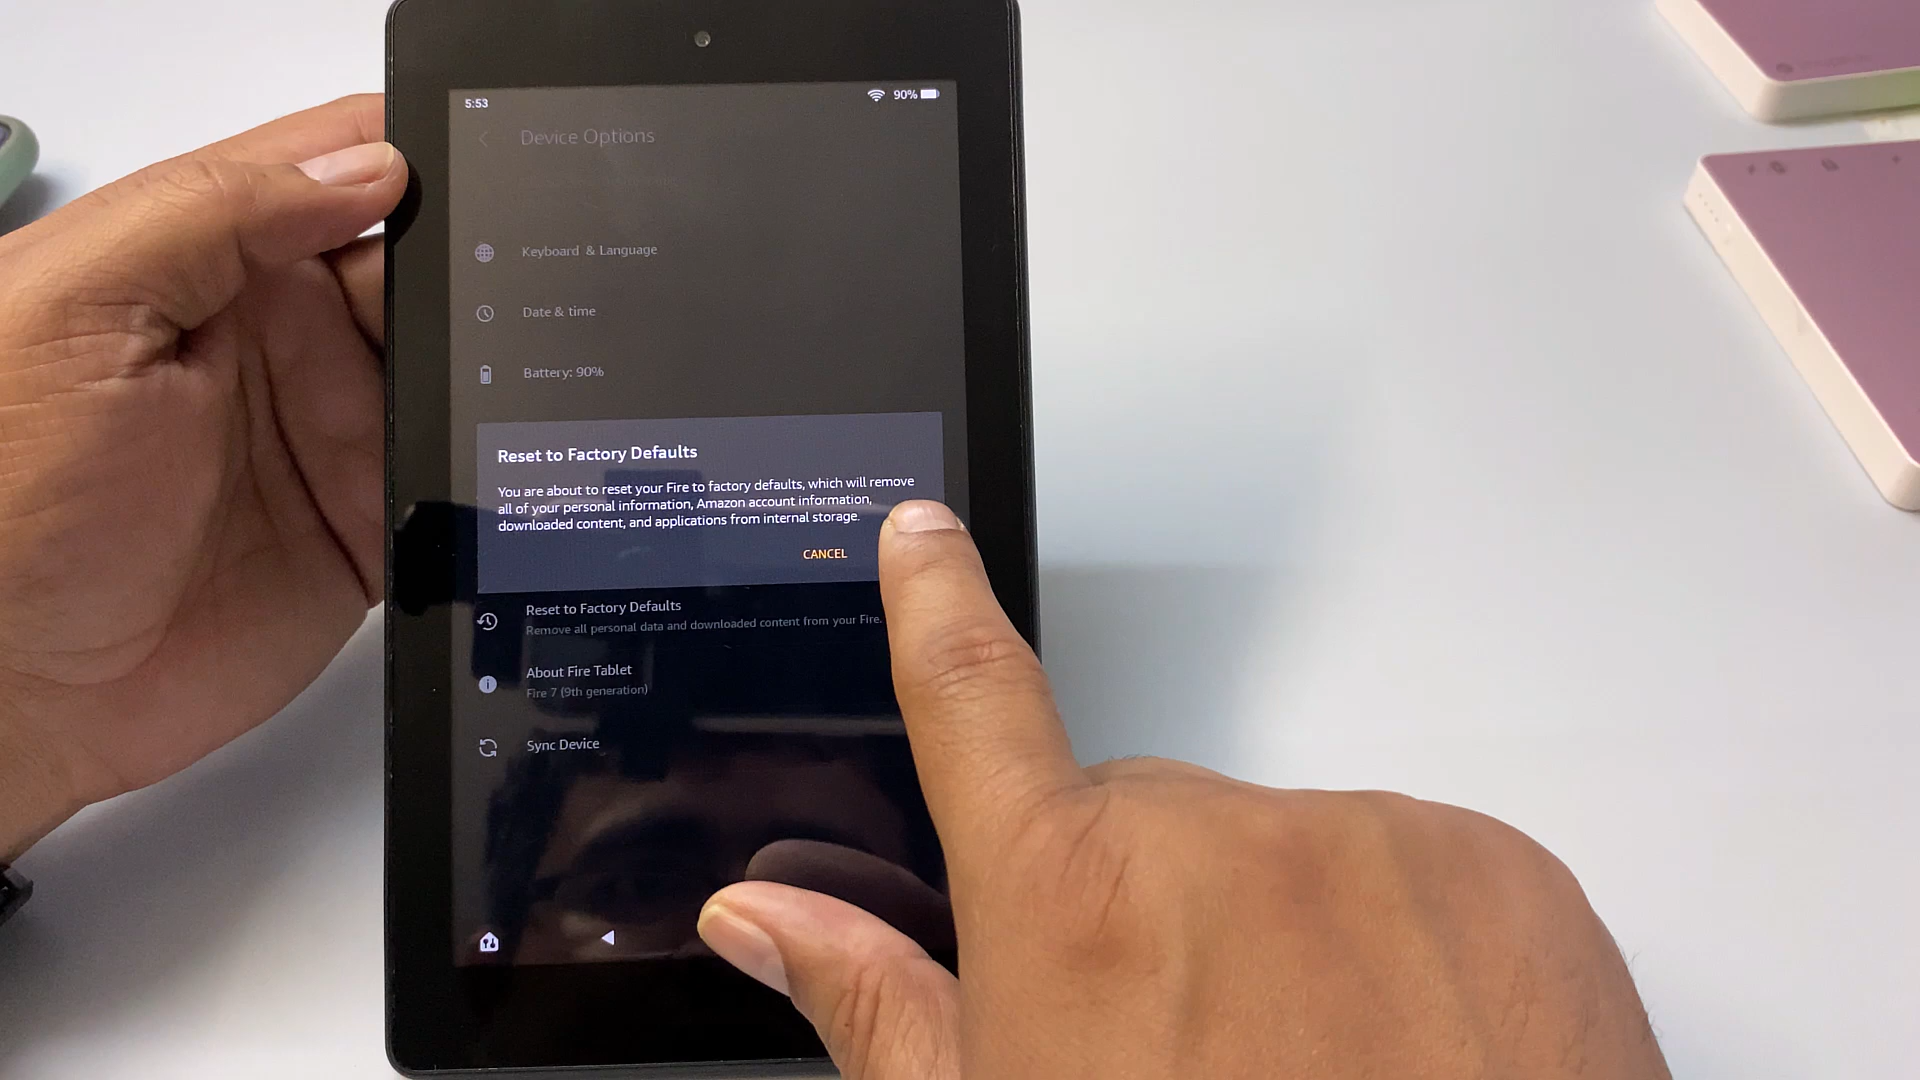 5:53
90%
Device Options
Keyboard & Language
Date & time
Battery: 90%
Reset to Factory Defaults
You are about to reset your Fire to factory defaults, which will remove
all of your personal information, Amazon account information,
downloaded content, and applications from internal storage.
CANCEL
Reset to Factory Defaults
Remove all personal data and downloaded content from your Fire.
About Fire Tablet
Fire 7 (9th generation)
Sync Device